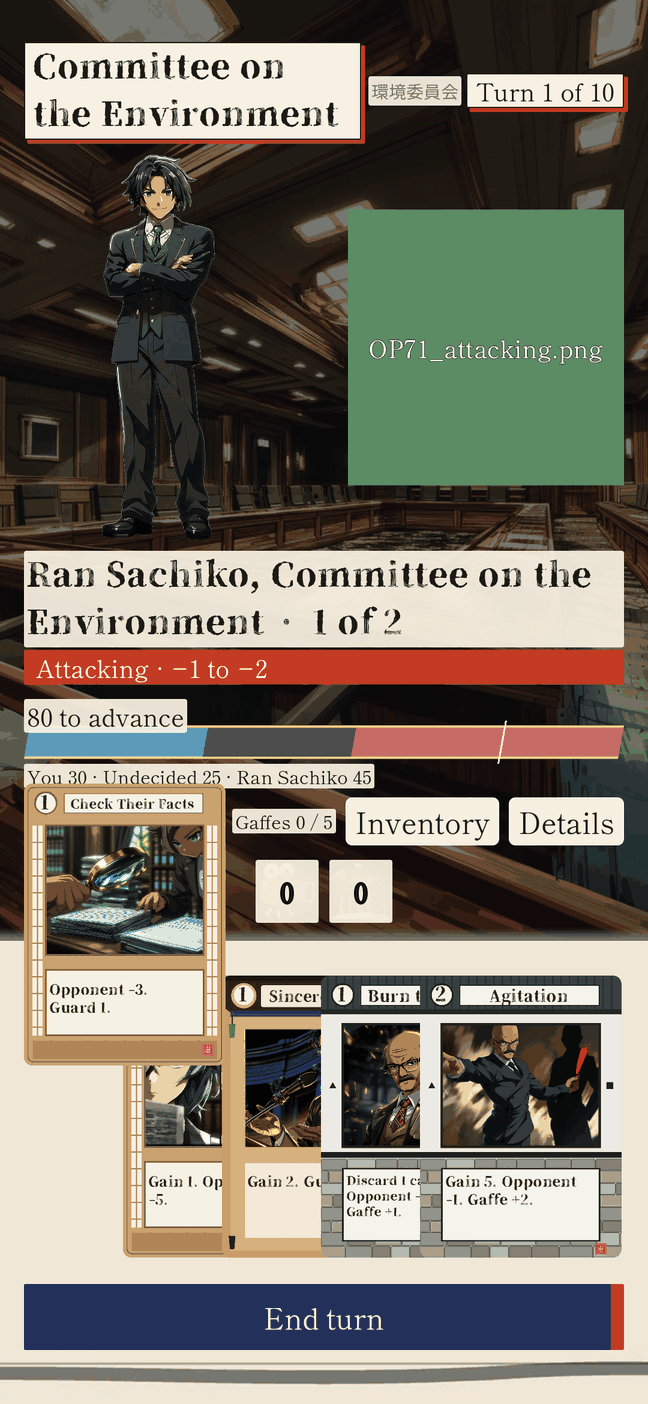 Committee on
the Environment
環境委員会
Turn 1 of 10
OP71_attacking.png
Ran Sachiko, Committee on the
Environment · 1 of 2
Attacking · −1 to −2
80 to advance
You 30 · Undecided 25 · Ran Sachiko 45
1 Check Their Facts
Gaffes 0 / 5
Inventory
Details
0
0
Opponent -3.
Guard 1.
1
1 Burn
2 Agitation
Gain 1.
-5.
Gain 2.
Discard 1
Opponent
Gaffe +1.
Gain 5. Opponent
-1. Gaffe +2.
End turn